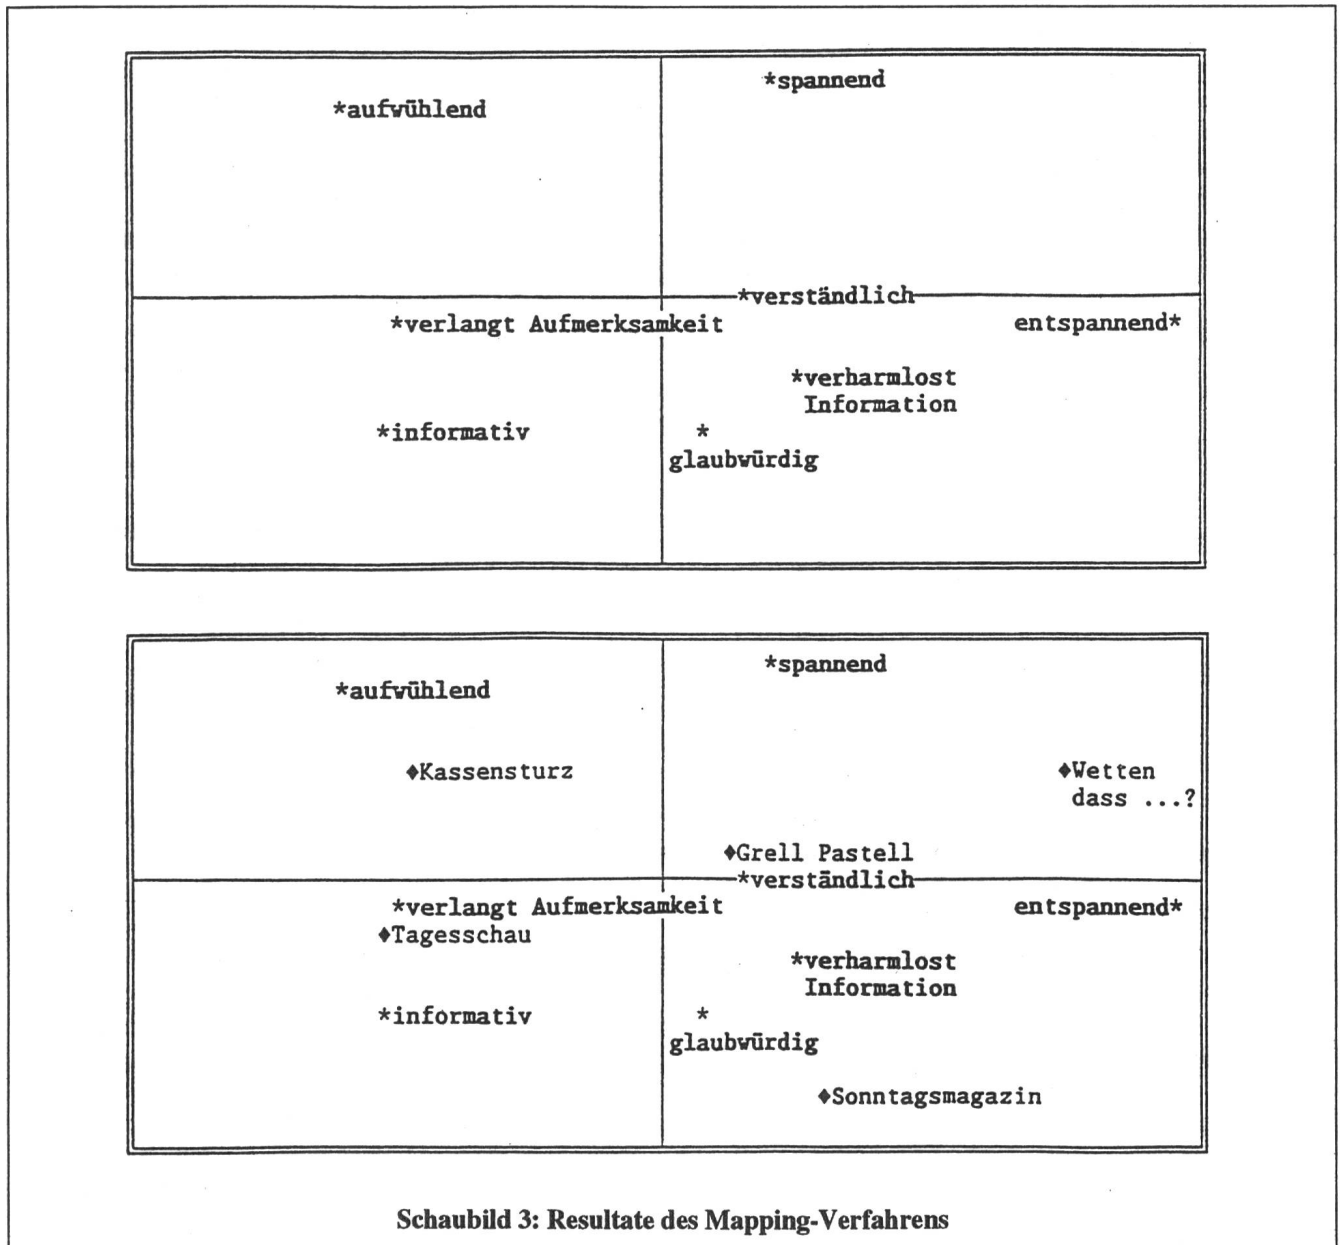 *spannend
*aufwühlend
*verständlich
*verlangt Aufmerksamkeit entspannend*
*verharmlost
Information
*informativ *
glaubwürdig
*spannend
*aufwühlend
♦Kassensturz ♦Wetten
dass ...?
♦Grell Pastell
*verständlich
*verlangt Aufmerksamkeit entspannend*
♦Tagesschau
*verharmlost
Information
*informativ *
glaubwürdig
♦Sonntagsmagazin
Schaubild 3: Resultate des Mapping-Verfahrens